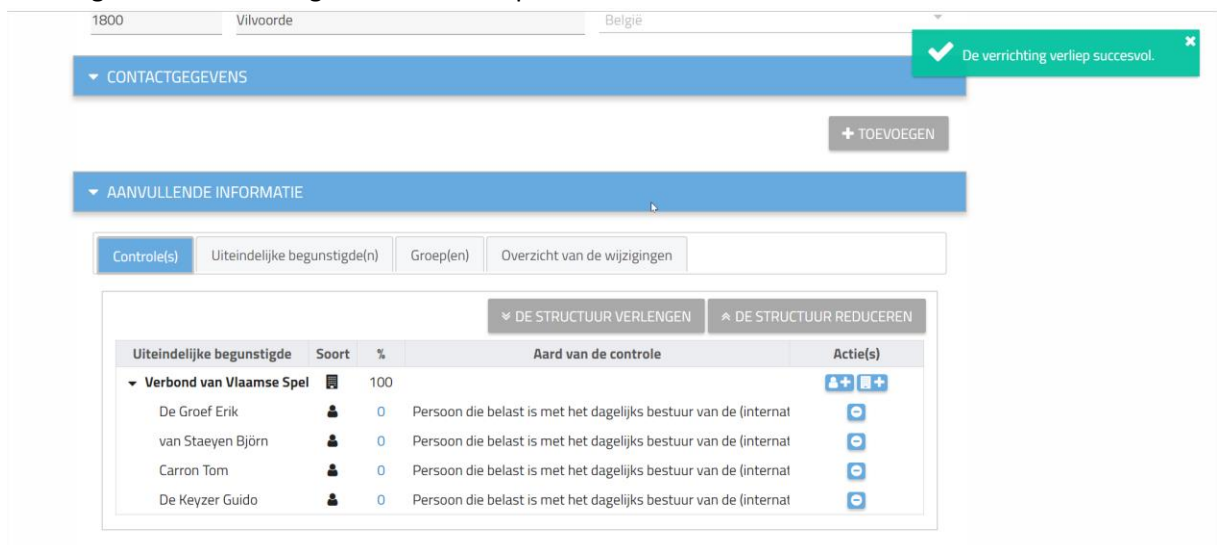 1800 Vilvoorde België
De verrichting verliep succesvol.
CONTACTGEGEVENS
+ TOEVOEGEN
AANVULLENDE INFORMATIE
Controle(s) Uiteindelijke begunstigde(n) Groep(en) Overzicht van de wijzigingen
DE STRUCTUUR VERLENGEN DE STRUCTUUR REDUCEREN
Uiteindelijke begunstigde Soort % Aard van de controle Actie(s)
Verbond van Vlaamse Spel 100
De Groef Erik 0 Persoon die belast is met het dagelijks bestuur van de (internat
van Staeyen Björn 0 Persoon die belast is met het dagelijks bestuur van de (internat
Carron Tom 0 Persoon die belast is met het dagelijks bestuur van de (internat
De Keyzer Guido 0 Persoon die belast is met het dagelijks bestuur van de (internat